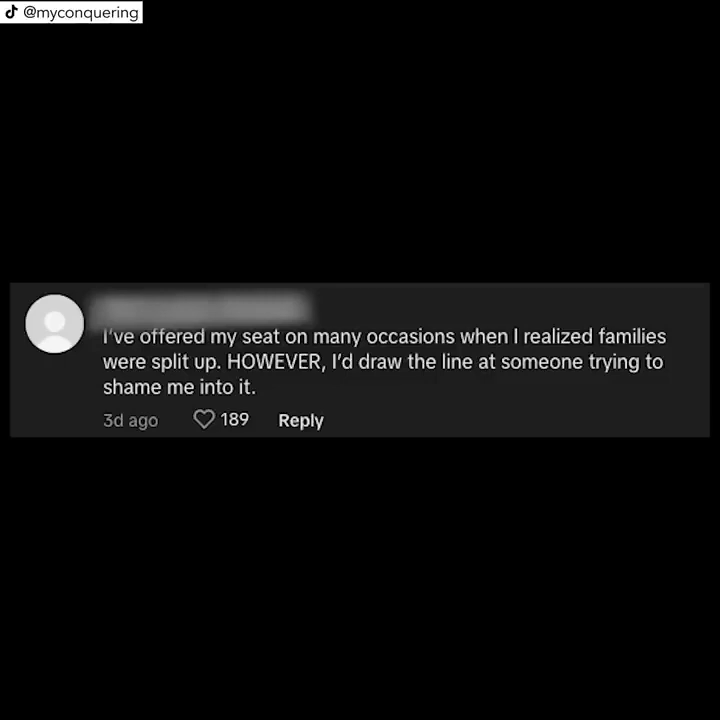 @myconquering
I've offered my seat on many occasions when I realized families
were split up. HOWEVER, I'd draw the line at someone trying to
shame me into it.
3d ago 189 Reply